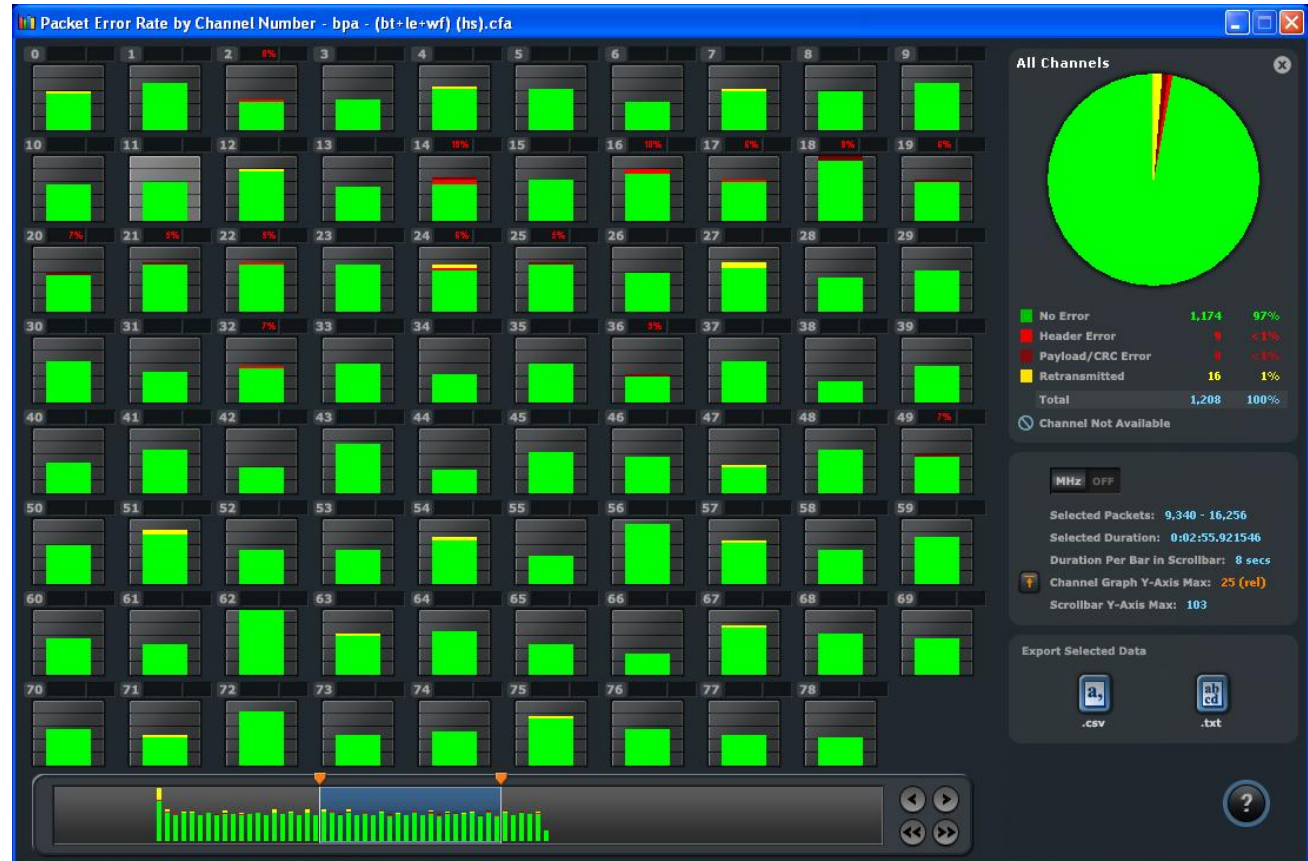 Packet Error Rate by Channel Number - bpa - (bt+le+wf) (hs).cfa
0 1 2 8% 3 4 5 6 7 8 9
10 11 12 13 14 10% 15 16 10% 17 6% 18 8% 19 6%
20 7% 21 5% 22 5% 23 24 6% 25 5% 26 27 28 29
30 31 32 7% 33 34 35 36 9% 37 38 39
40 41 42 43 44 45 46 47 48 49 7%
50 51 52 53 54 55 56 57 58 59
60 61 62 63 64 65 66 67 68 69
70 71 72 73 74 75 76 77 78
All Channels
No Error 1,174 97%
Header Error 9 <1%
Payload/CRC Error 9 <1%
Retransmitted 16 1%
Total 1,208 100%
Channel Not Available
MHz OFF
Selected Packets: 9,340 - 16,256
Selected Duration: 0:02:55.921546
Duration Per Bar in Scrollbar: 8 secs
Channel Graph Y-Axis Max: 25 (rel)
Scrollbar Y-Axis Max: 103
Export Selected Data
a,
ab
cd
.csv .txt
?